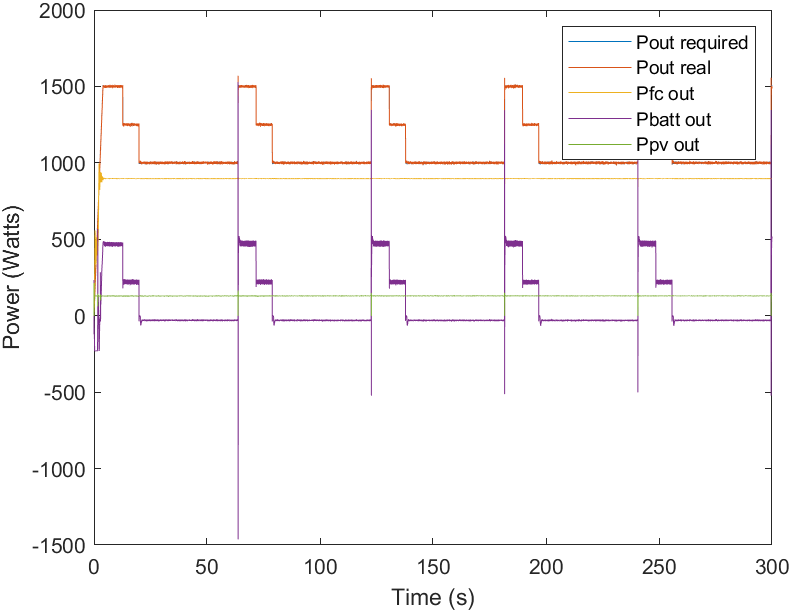 2000
1500
1000
500
0
-500
-1000
-1500
Power (Watts)
Pout required
Pout real
Pfc out
Pbatt out
Ppv out
0 50 100 150 200 250 300
Time (s)